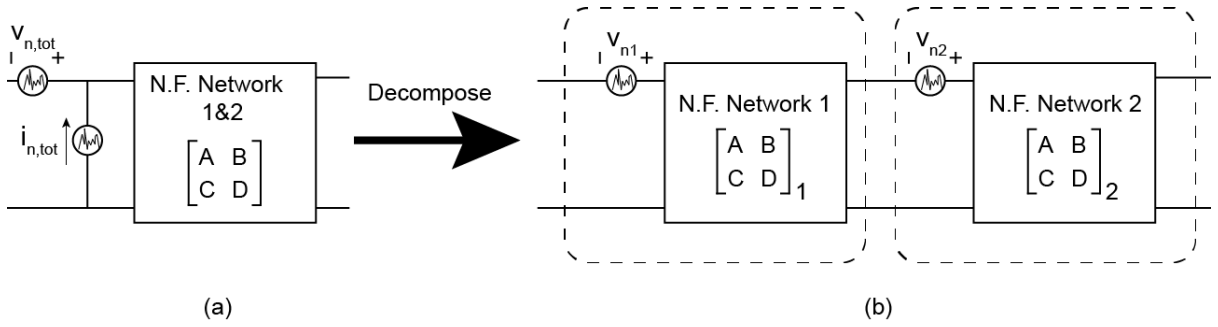 v n,tot
- +
N.F. Network
1&2
i n,tot
[A B
C D]
(a)
Decompose
v n1
- +
N.F. Network 1
[A B
C D] 1
v n2
- +
N.F. Network 2
[A B
C D] 2
(b)